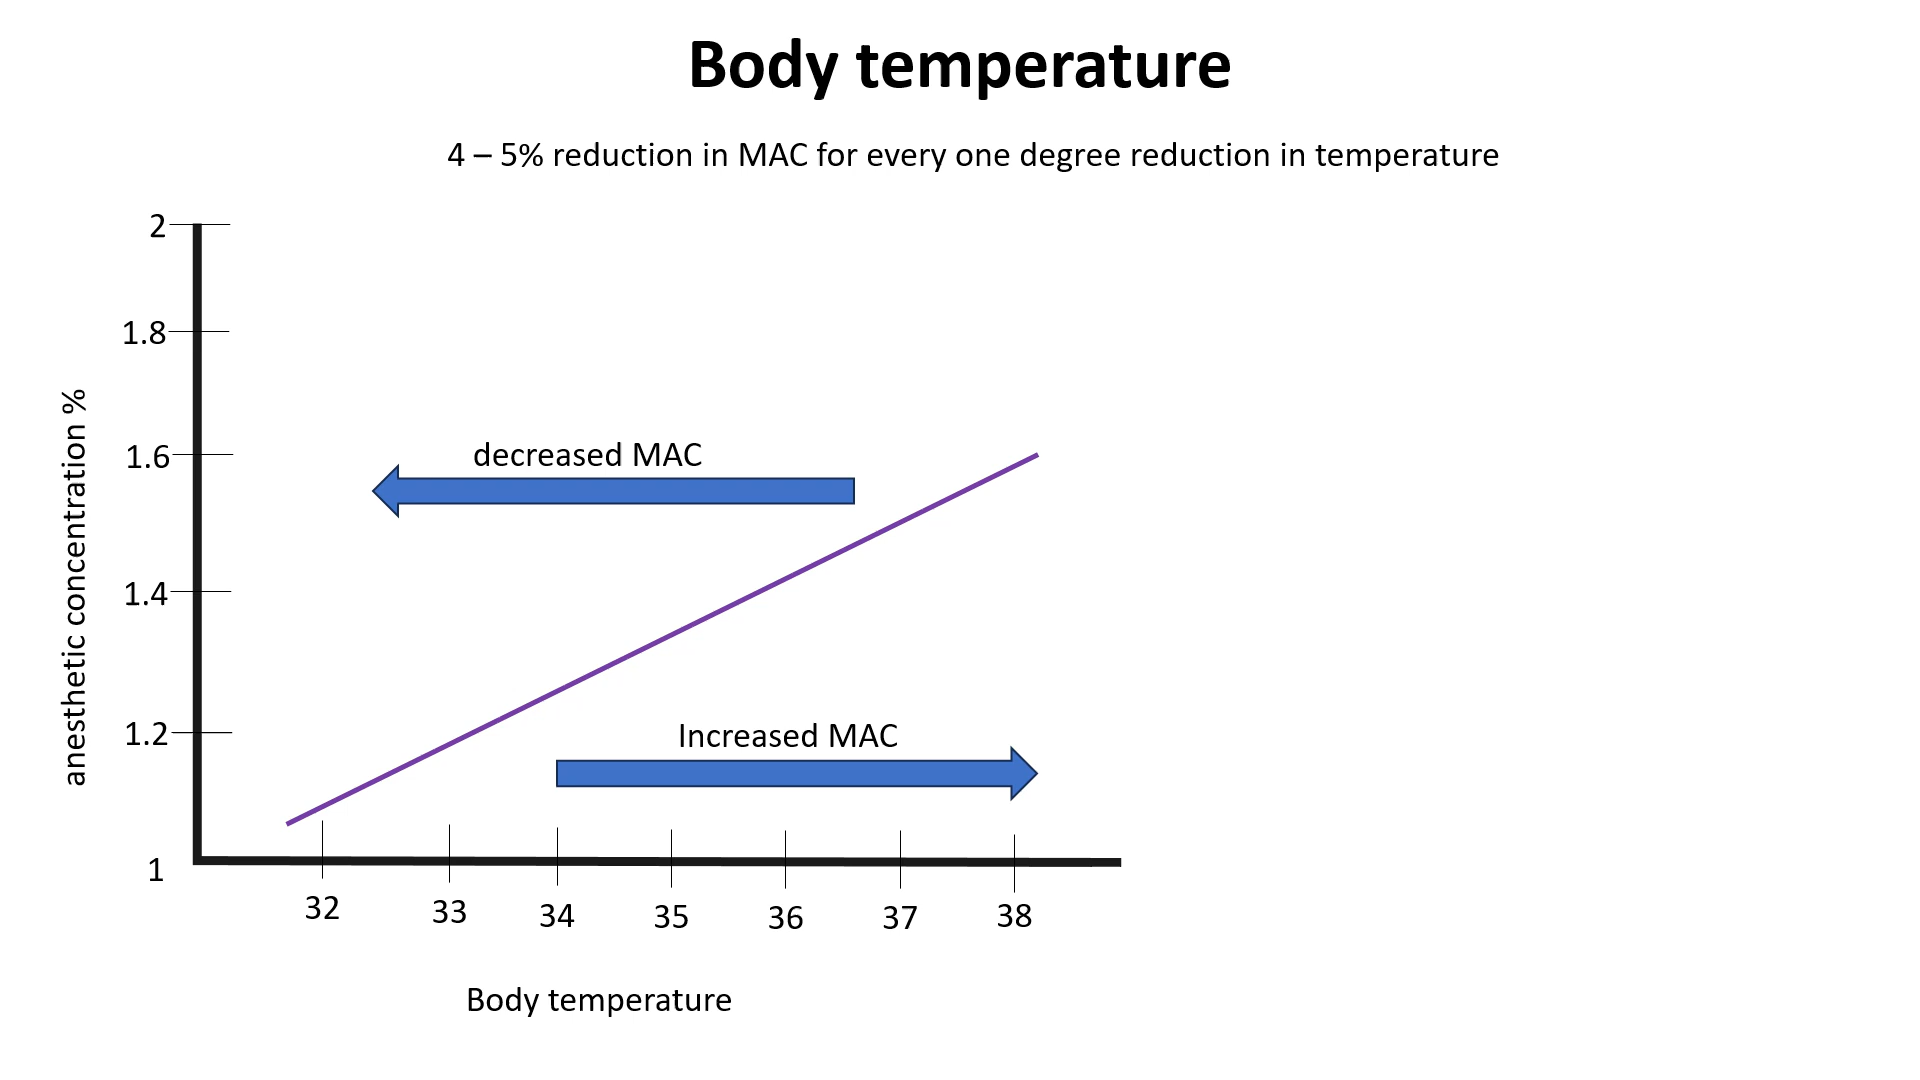 Body temperature
4 – 5% reduction in MAC for every one degree reduction in temperature
2
1.8
1.6
1.4
1.2
1
anesthetic concentration %
decreased MAC
Increased MAC
32
33
34
35
36
37
38
Body temperature